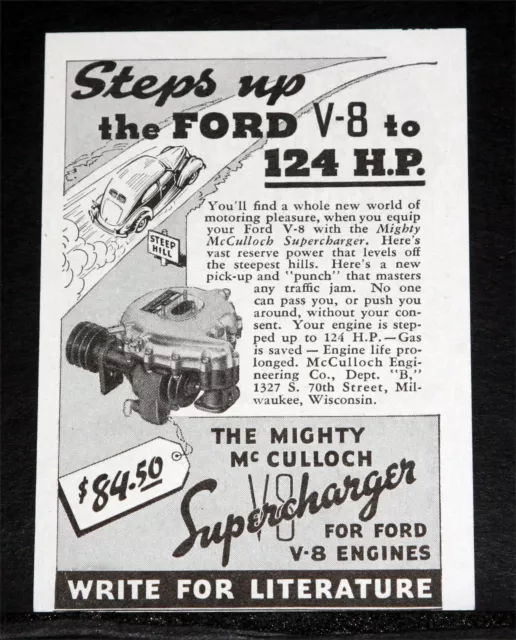 Steps up
the FORD V-8 to
124 H.P.
STEEP
HILL
You'll find a whole new world of
motoring pleasure, when you equip
your Ford V-8 with the Mighty
McCulloch Supercharger. Here's
vast reserve power that levels off
the steepest hills. Here's a new
pick-up and "punch" that masters
any traffic jam. No one
can pass you, or push you
around, without your con-
sent. Your engine is step-
ped up to 124 H.P.—Gas
is saved—Engine life pro-
longed. McCulloch Engi-
neering Co., Dept. "B,"
1327 S. 70th Street, Mil-
waukee, Wisconsin.
$84.50
THE MIGHTY
Mc CULLOCH
V8
Supercharger
FOR FORD
V-8 ENGINES
WRITE FOR LITERATURE